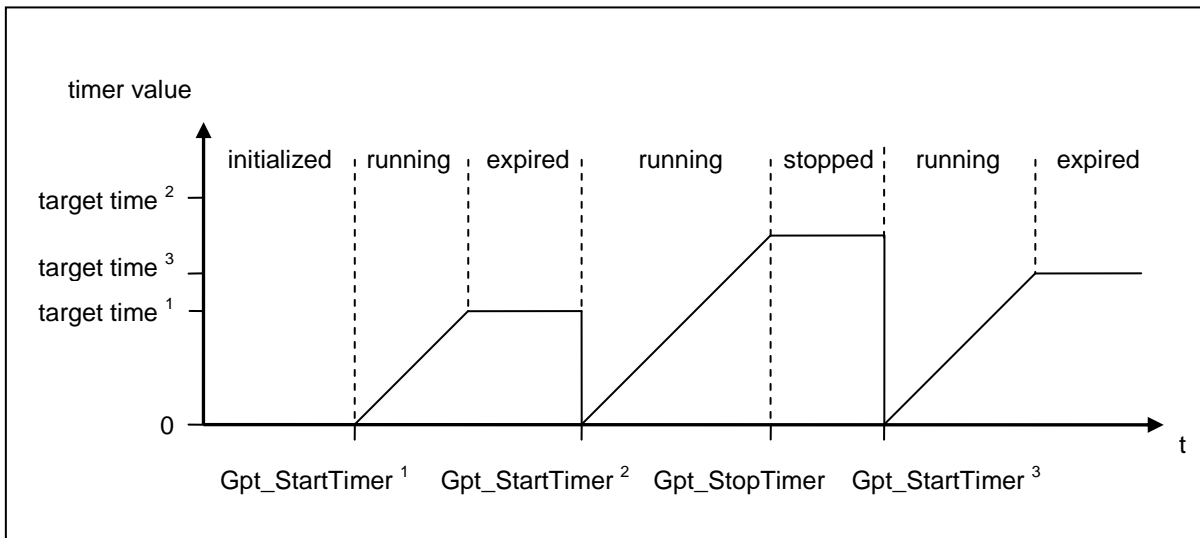 timer value
initialized running expired running stopped running expired
target time ²
target time ³
target time ¹
0
t
Gpt_StartTimer ¹ Gpt_StartTimer ² Gpt_StopTimer Gpt_StartTimer ³